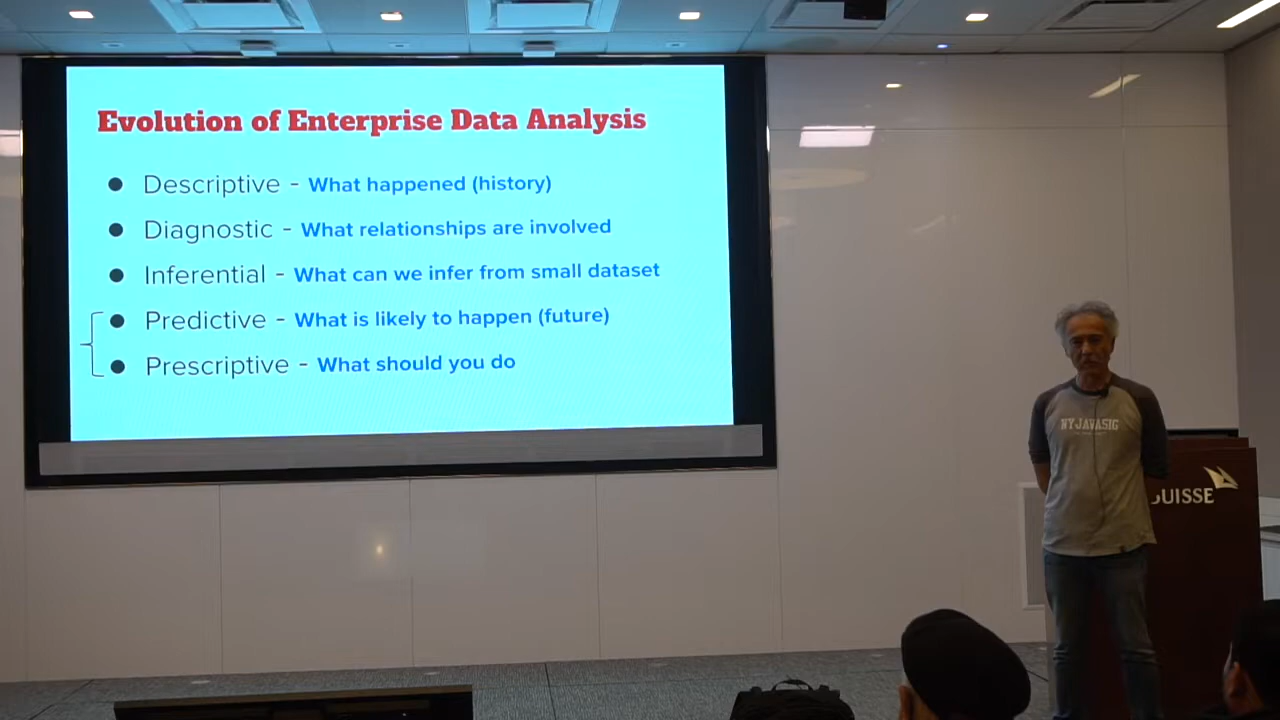 Evolution of Enterprise Data Analysis
● Descriptive - What happened (history)
● Diagnostic - What relationships are involved
● Inferential - What can we infer from small dataset
● Predictive - What is likely to happen (future)
● Prescriptive - What should you do
NYJAVASIG
SUISSE